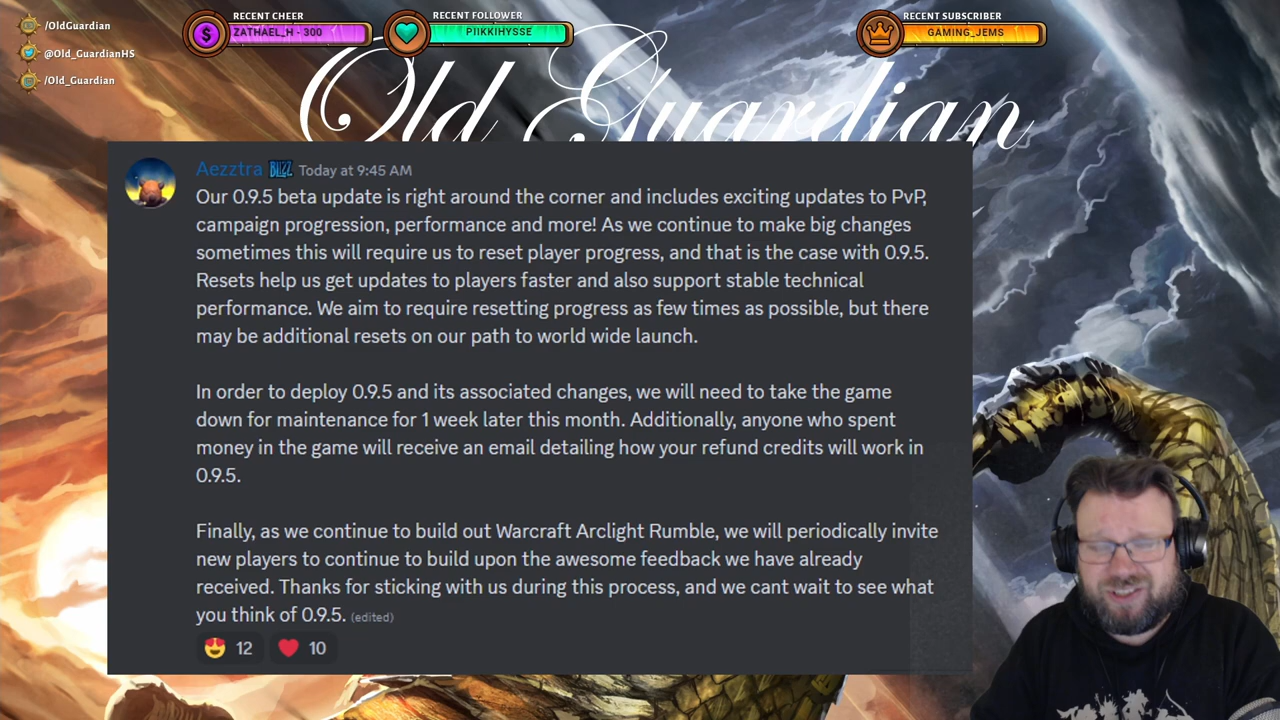 /OldGuardian
@Old_GuardianHS
/Old_Guardian
RECENT CHEER
ZATHAEL_H - 300
RECENT FOLLOWER
PIIKKIHYSSE
RECENT SUBSCRIBER
GAMING_JEMS
Old Guardian
Aezztra BLIZZ Today at 9:45 AM
Our 0.9.5 beta update is right around the corner and includes exciting updates to PvP,
campaign progression, performance and more! As we continue to make big changes
sometimes this will require us to reset player progress, and that is the case with 0.9.5.
Resets help us get updates to players faster and also support stable technical
performance. We aim to require resetting progress as few times as possible, but there
may be additional resets on our path to world wide launch.
In order to deploy 0.9.5 and its associated changes, we will need to take the game
down for maintenance for 1 week later this month. Additionally, anyone who spent
money in the game will receive an email detailing how your refund credits will work in
0.9.5.
Finally, as we continue to build out Warcraft Arclight Rumble, we will periodically invite
new players to continue to build upon the awesome feedback we have already
received. Thanks for sticking with us during this process, and we cant wait to see what
you think of 0.9.5. (edited)
12 10